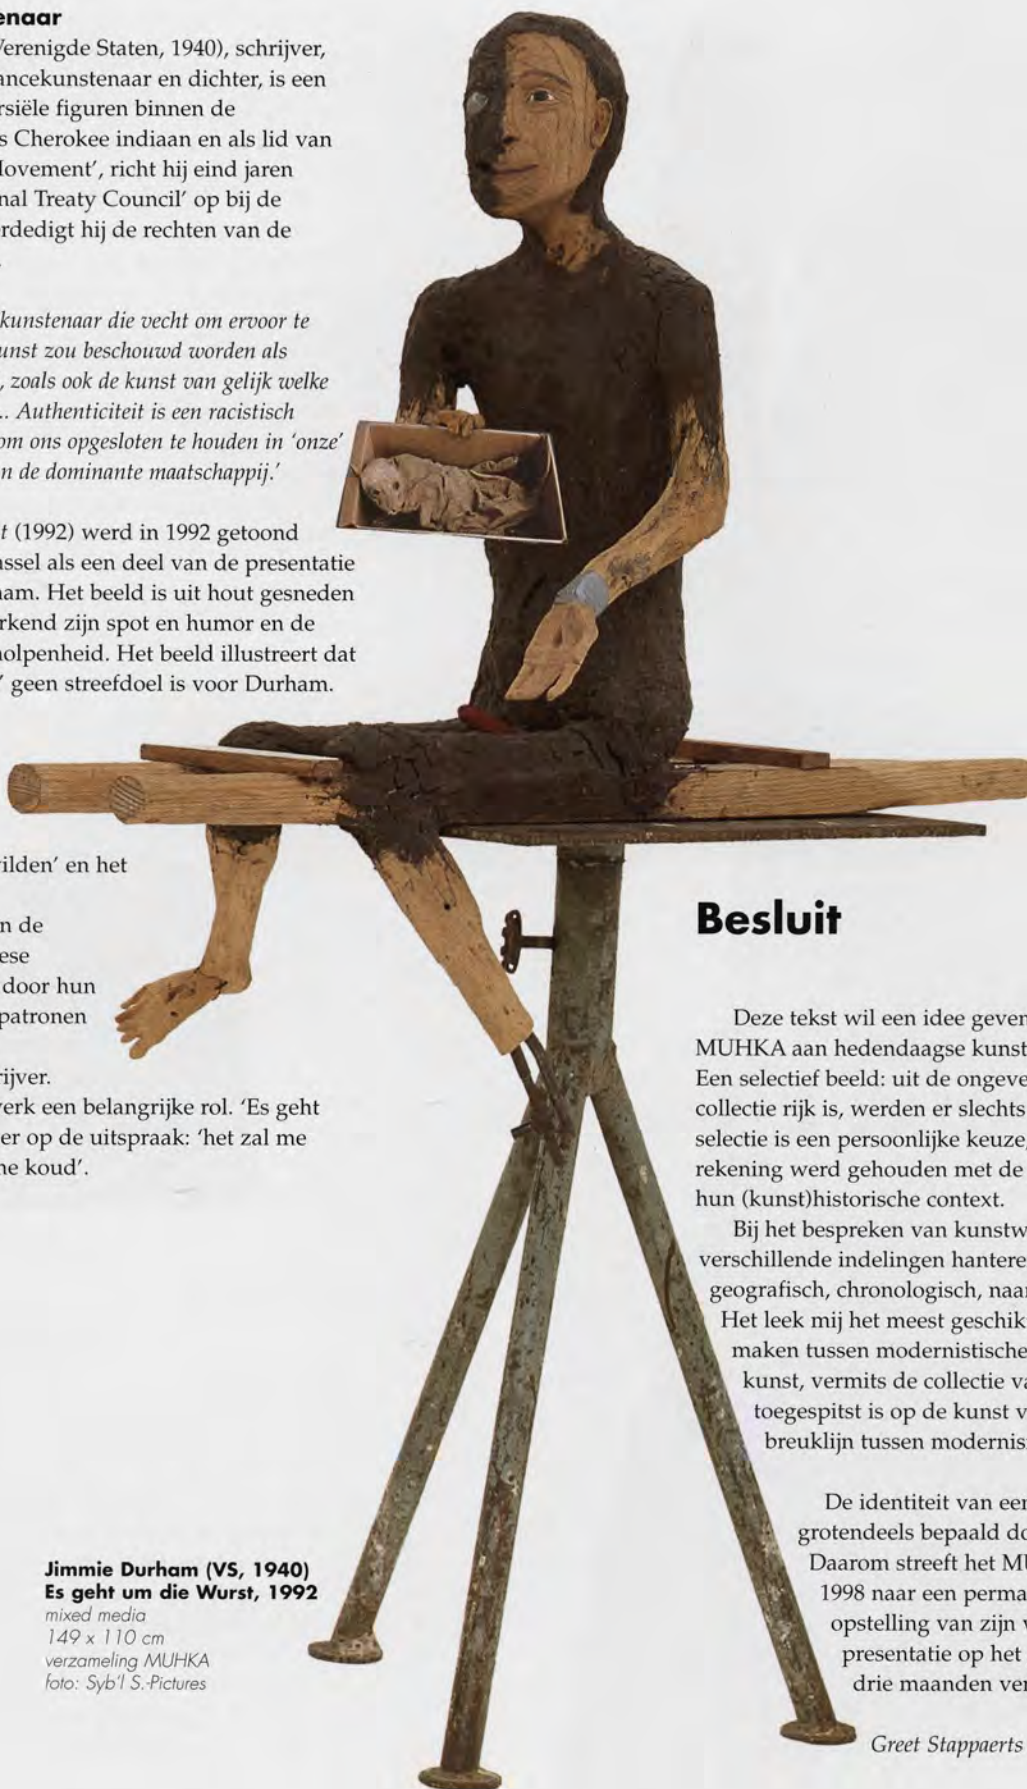 enaar
Verenigde Staten, 1940), schrijver,
ancekunstenaar en dichter, is een
rsiële figuren binnen de
s Cherokee indiaan en als lid van
Movement', richt hij eind jaren
nal Treaty Council' op bij de
erdedigt hij de rechten van de
kunstenaar die vecht om ervoor te
unst zou beschouwd worden als
, zoals ook de kunst van gelijk welke
.. Authenticiteit is een racistisch
om ons opgesloten te houden in 'onze'
n de dominante maatschappij.'
t (1992) werd in 1992 getoond
assel als een deel van de presentatie
nam. Het beeld is uit hout gesneden
rkend zijn spot en humor en de
nolpenheid. Het beeld illustreert dat
' geen streefdoel is voor Durham.
ilden' en het
n de
ese
door hun
patronen
rijver.
verk een belangrijke rol. 'Es geht
er op de uitspraak: 'het zal me
ne koud'.
Jimmie Durham (VS, 1940)
Es geht um die Wurst, 1992
mixed media
149 x 110 cm
verzameling MUHKA
foto: Syb'l S.-Pictures
Besluit
Deze tekst wil een idee geven
MUHKA aan hedendaagse kunst
Een selectief beeld: uit de ongeve
collectie rijk is, werden er slechts
selectie is een persoonlijke keuze,
rekening werd gehouden met de
hun (kunst)historische context.
Bij het bespreken van kunstw
verschillende indelingen hantere
geografisch, chronologisch, naar
Het leek mij het meest geschik
maken tussen modernistische
kunst, vermits de collectie va
toegespitst is op de kunst v
breuklijn tussen modernis
De identiteit van een
grotendeels bepaald do
Daarom streeft het MU
1998 naar een perma
opstelling van zijn v
presentatie op het
drie maanden ver
Greet Stappaerts